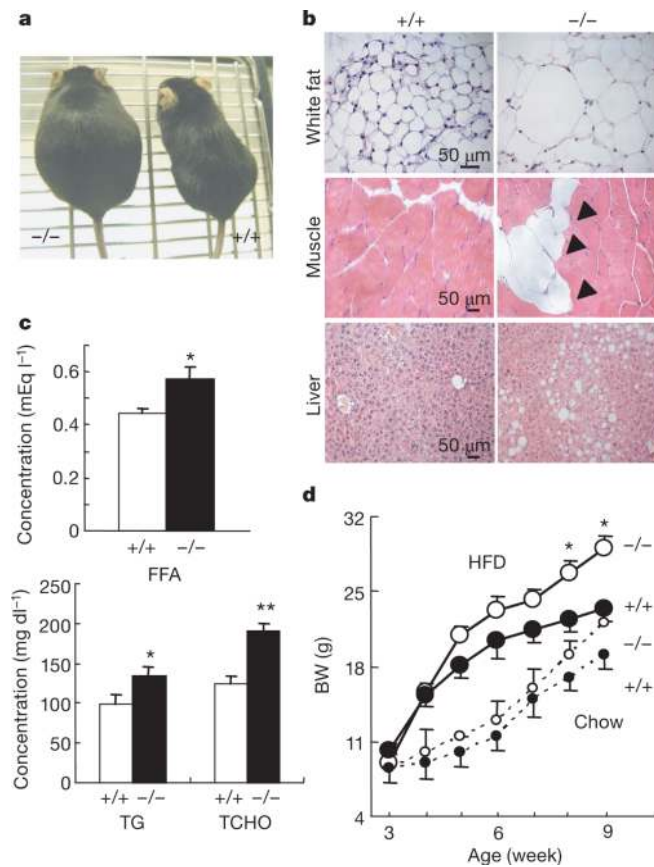 a
−/−
+/+
b
+/+
−/−
White fat
50 μm
Muscle
50 μm
Liver
50 μm
c
Concentration (mEq l⁻¹)
0.6
0.4
0.2
0
*
+/+
−/−
FFA
Concentration (mg dl⁻¹)
250
200
150
100
50
0
*
**
+/+ −/− +/+ −/−
TG TCHO
d
BW (g)
32
25
18
11
4
HFD
* *
−/−
+/+
−/−
+/+
Chow
3 6 9
Age (week)